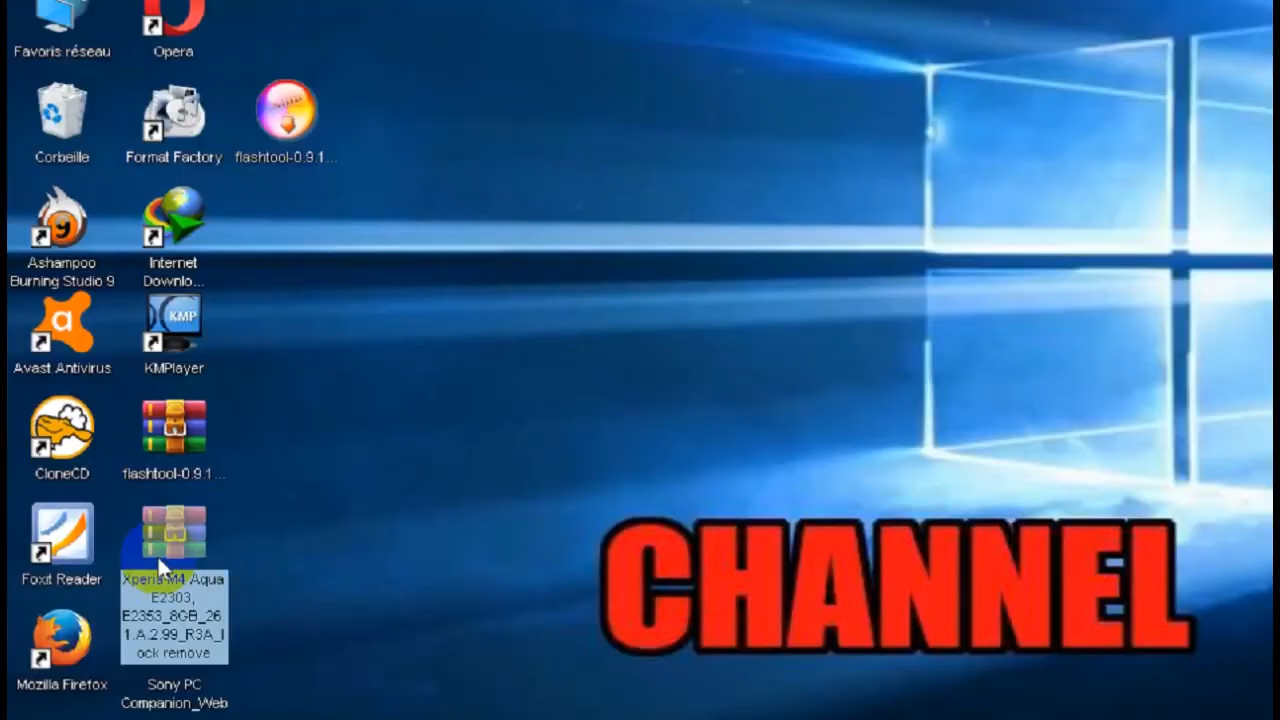 Favoris réseau
Opera
Corbeille
Format Factory
flashtool-0.9.1...
Ashampoo
Burning Studio 9
Internet
Downlo...
Avast Antivirus
KMP
KMPlayer
CloneCD
flashtool-0.9.1...
Foxit Reader
Xperia M4 Aqua
E2303,
E2353_8GB_26
1.A.2.99_R3A_l
ock remove
Mozilla Firefox
Sony PC
Companion_Web
CHANNEL